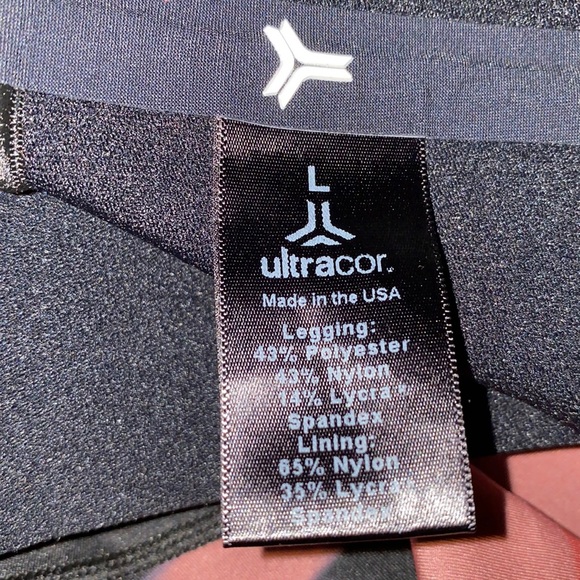 L
ultracor
Made in the USA
Legging:
43% Polyester
43% Nylon
14% Lycra®
Spandex
Lining:
65% Nylon
35% Lycra®
Spandex